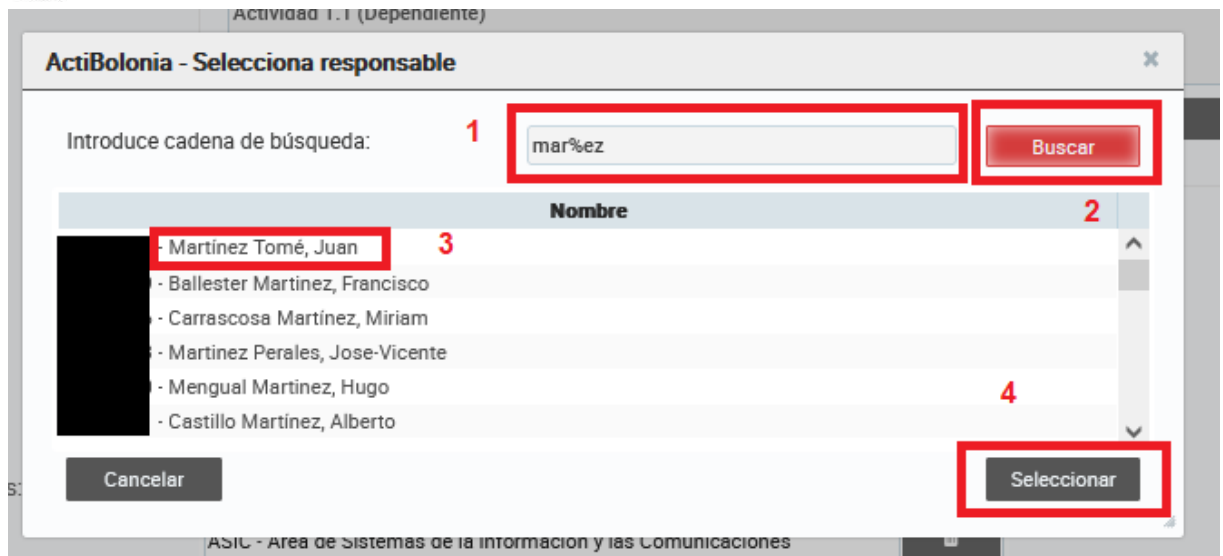 Actividad 1.1 (Dependiente)
ActiBolonia - Selecciona responsable
Introduce cadena de búsqueda: 1 mar%ez Buscar
Nombre 2
- Martínez Tomé, Juan 3
- Ballester Martinez, Francisco
- Carrascosa Martínez, Miriam
- Martinez Perales, Jose-Vicente
- Mengual Martinez, Hugo
4
- Castillo Martínez, Alberto
Cancelar Seleccionar
s:
ASIC - Área de Sistemas de la Información y las Comunicaciones